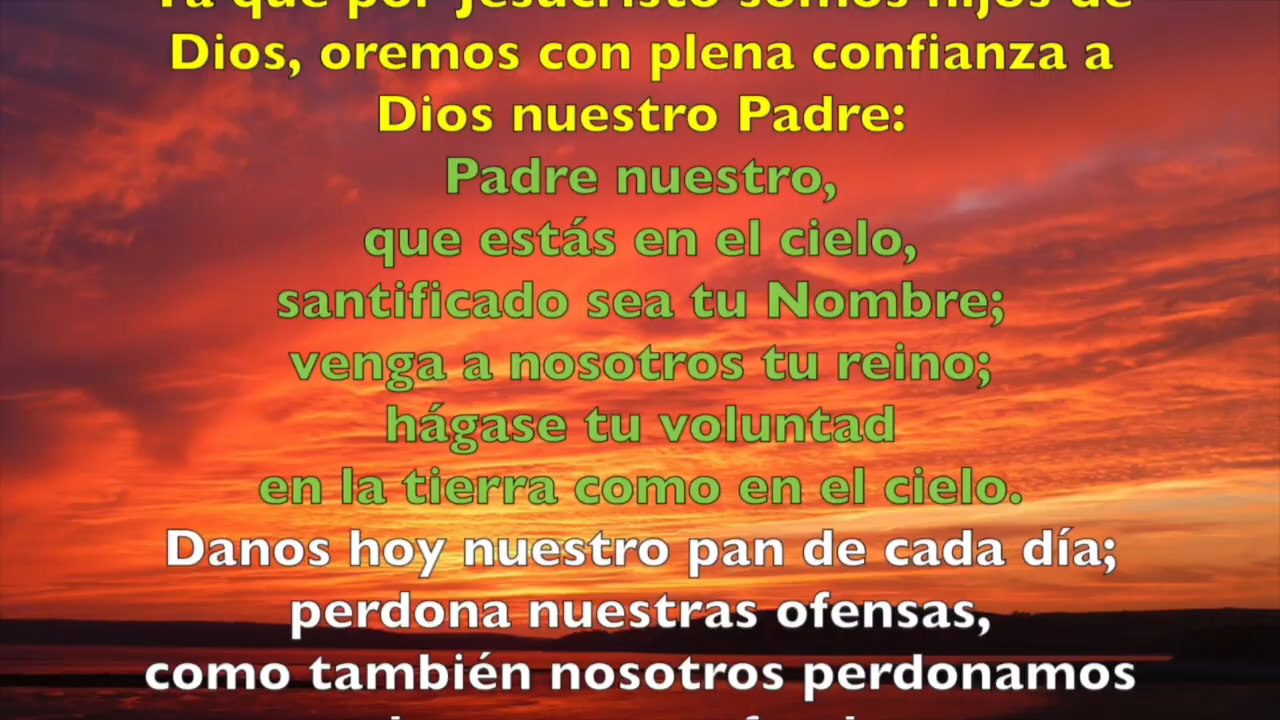 Ya que por Jesucristo somos hijos de
Dios, oremos con plena confianza a
Dios nuestro Padre:
Padre nuestro,
que estás en el cielo,
santificado sea tu Nombre;
venga a nosotros tu reino;
hágase tu voluntad
en la tierra como en el cielo.
Danos hoy nuestro pan de cada día;
perdona nuestras ofensas,
como también nosotros perdonamos